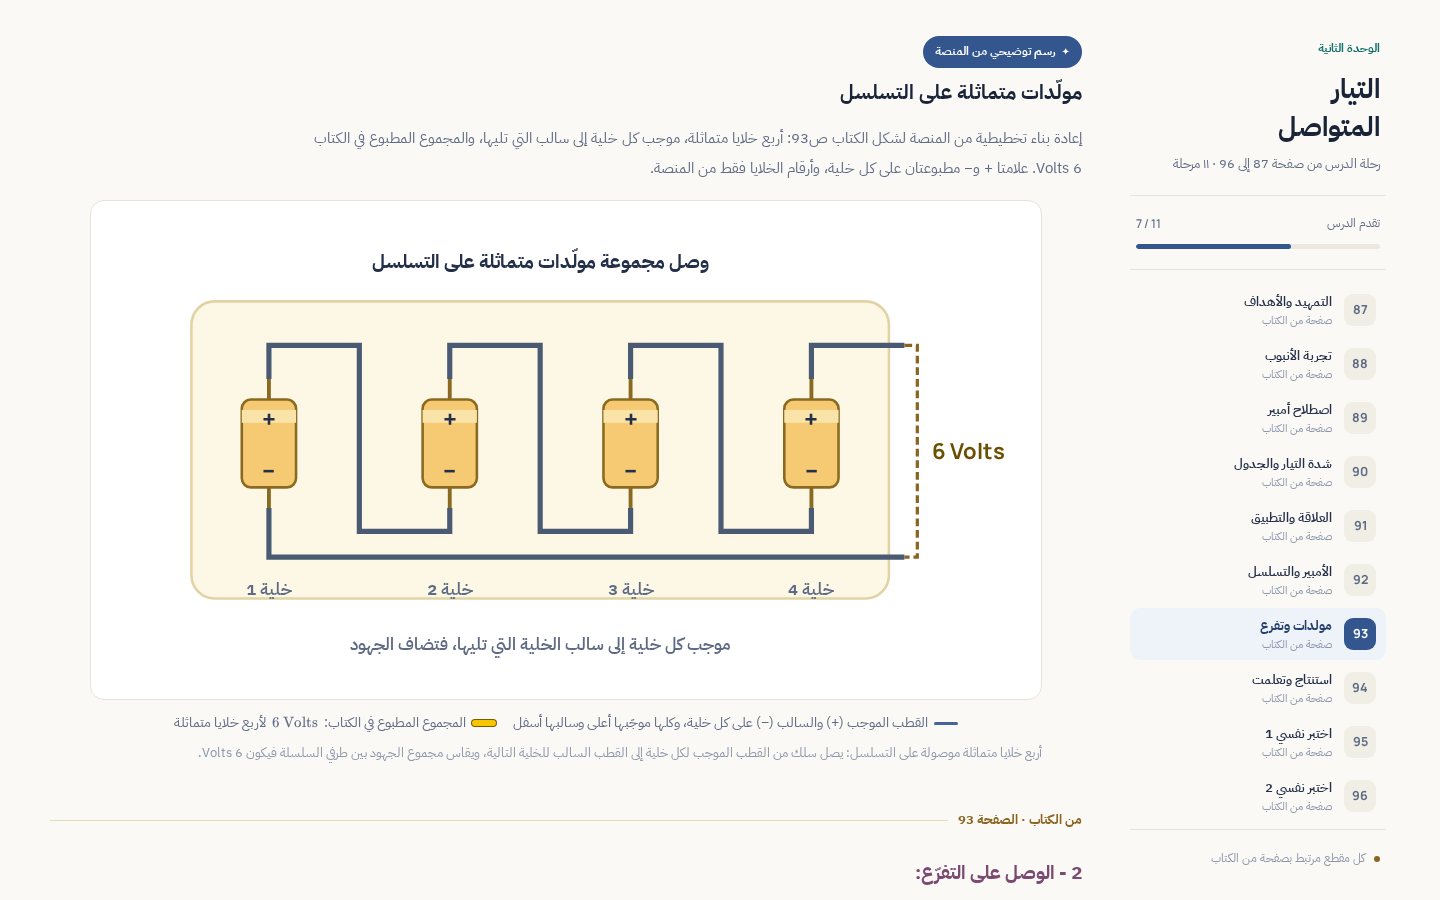 الوحدة الثانية
التيار
المتواصل
رحلة الدرس من صفحة 87 إلى 96 · ١١ مرحلة
تقدم الدرس
7 / 11
87
التمهيد والأهداف
صفحة من الكتاب
88
تجربة الأنبوب
صفحة من الكتاب
89
اصطلاح أمبير
صفحة من الكتاب
90
شدة التيار والجدول
صفحة من الكتاب
91
العلاقة والتطبيق
صفحة من الكتاب
92
الأمبير والتسلسل
صفحة من الكتاب
93
مولدات وتفرع
صفحة من الكتاب
94
استنتاج وتعلمت
صفحة من الكتاب
95
اختبر نفسي 1
صفحة من الكتاب
96
اختبر نفسي 2
صفحة من الكتاب
كل مقطع مرتبط بصفحة من الكتاب
✦ رسم توضيحي من المنصة
مولّدات متماثلة على التسلسل
إعادة بناء تخطيطية من المنصة لشكل الكتاب ص93: أربع خلايا متماثلة، موجب كل خلية إلى سالب التي تليها، والمجموع المطبوع في الكتاب
6 Volts. علامتا + و− مطبوعتان على كل خلية، وأرقام الخلايا فقط من المنصة.
وصل مجموعة مولّدات متماثلة على التسلسل
+ + + +
− − − −
6 Volts
خلية 1
خلية 2
خلية 3
خلية 4
موجب كل خلية إلى سالب الخلية التي تليها، فتضاف الجهود
القطب الموجب (+) والسالب (−) على كل خلية، وكلها موجّبها أعلى وسالبها أسفل
المجموع المطبوع في الكتاب: 6 Volts لأربع خلايا متماثلة
أربع خلايا متماثلة موصولة على التسلسل: يصل سلك من القطب الموجب لكل خلية إلى القطب السالب للخلية التالية، ويقاس مجموع الجهود بين طرفي السلسلة فيكون 6 Volts.
من الكتاب · الصفحة 93
2 - الوصل على التفرّع: